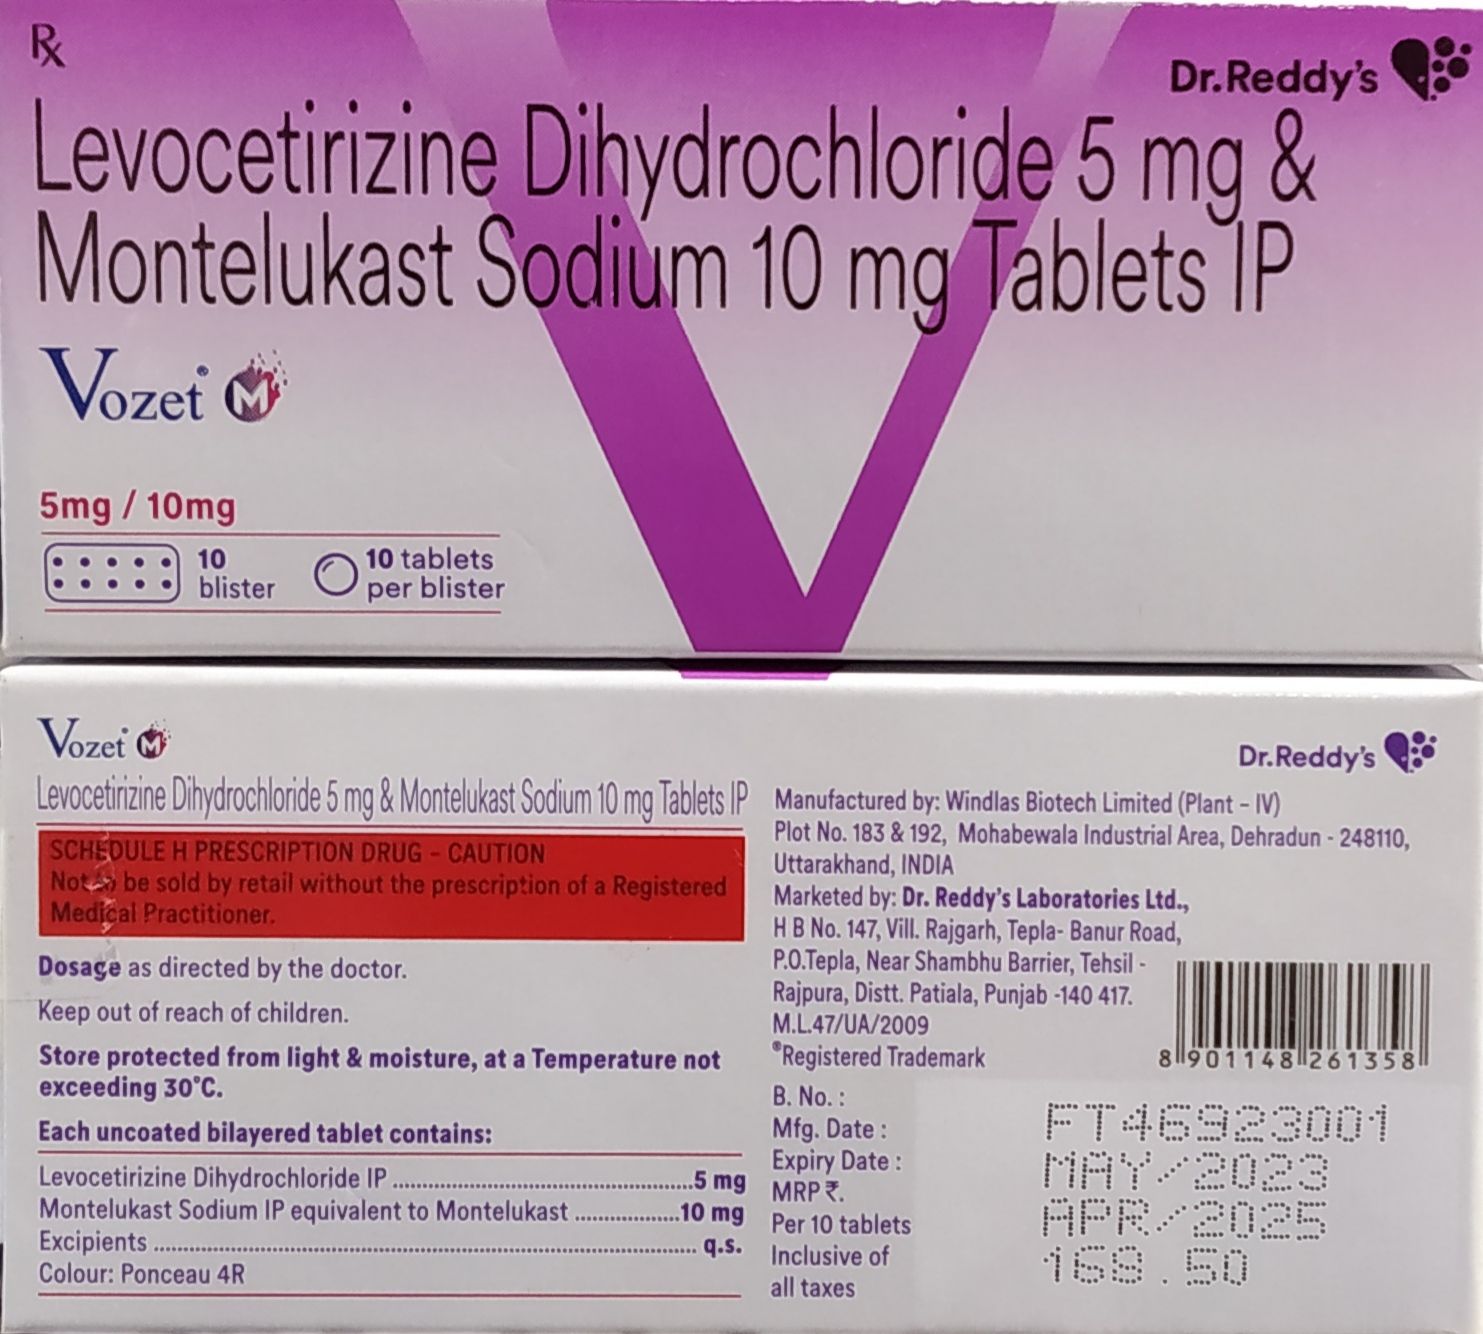 Rx
Dr.Reddy's
Levocetirizine Dihydrochloride 5 mg &
Montelukast Sodium 10 mg Tablets IP
Vozet® M
5mg / 10mg
10 blister
10 tablets per blister
Vozet M
Levocetirizine Dihydrochloride 5 mg & Montelukast Sodium 10 mg Tablets IP
SCHEDULE H PRESCRIPTION DRUG – CAUTION
Not to be sold by retail without the prescription of a Registered
Medical Practitioner.
Dosage as directed by the doctor.
Keep out of reach of children.
Store protected from light & moisture, at a Temperature not
exceeding 30°C.
Each uncoated bilayered tablet contains:
Levocetirizine Dihydrochloride IP ..........5 mg
Montelukast Sodium IP equivalent to Montelukast ..........10 mg
Excipients .......... q.s.
Colour: Ponceau 4R
Dr.Reddy's
Manufactured by: Windlas Biotech Limited (Plant – IV)
Plot No. 183 & 192, Mohabewala Industrial Area, Dehradun - 248110,
Uttarakhand, INDIA
Marketed by: Dr. Reddy's Laboratories Ltd.,
H B No. 147, Vill. Rajgarh, Tepla- Banur Road,
P.O.Tepla, Near Shambhu Barrier, Tehsil -
Rajpura, Distt. Patiala, Punjab -140 417.
M.L.47/UA/2009
®Registered Trademark
8 901148 261358
B. No. : FT46923001
Mfg. Date : MAY/2023
Expiry Date : APR/2025
MRP ₹. 168.50
Per 10 tablets
Inclusive of
all taxes